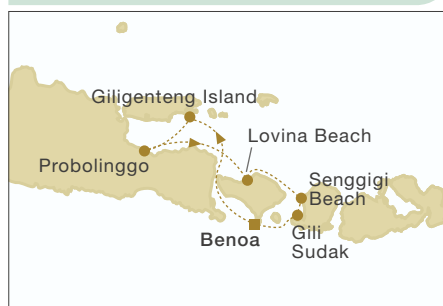 Giligenteng Island
Lovina Beach
Probolinggo
Senggigi
Beach
Benoa
Gili
Sudak